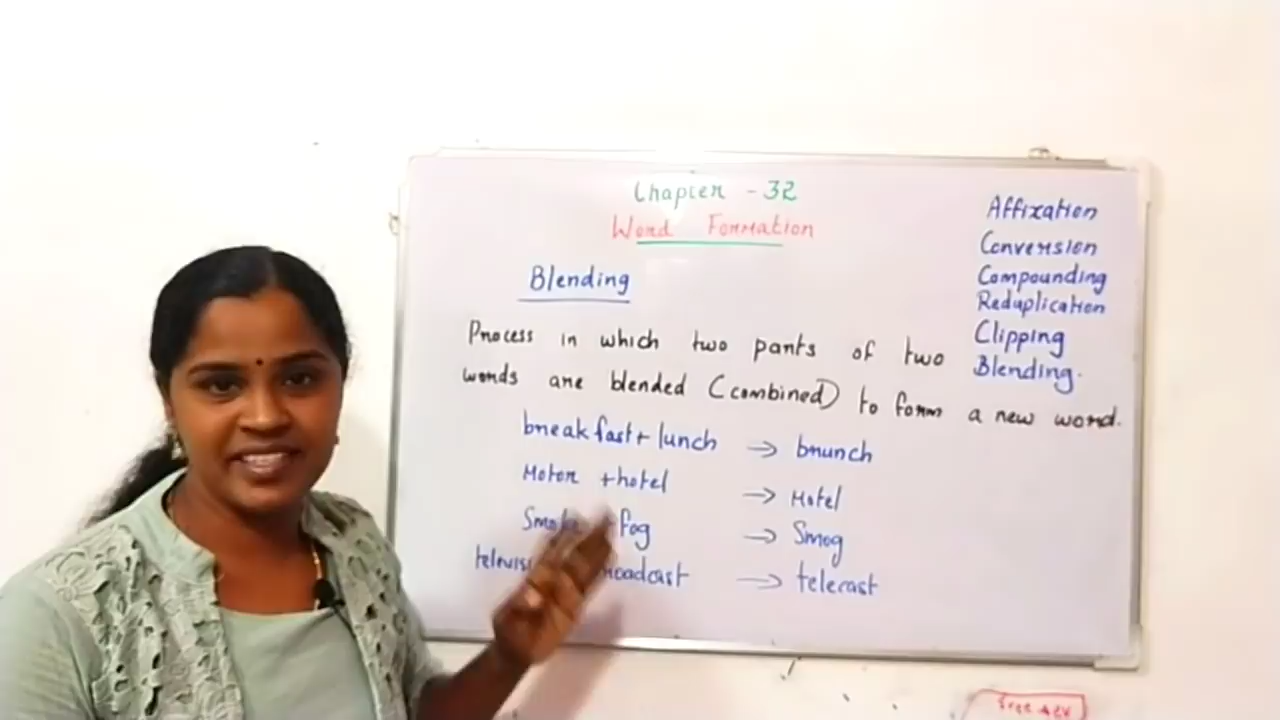 Chapter - 32
Word Formation
Blending
Process in which two parts of two
words are blended (combined) to form a new word.
breakfast + lunch → brunch
Motor + hotel → Motel
Smoke + fog → Smog
→ telecast
Affixation
Conversion
Compounding
Reduplication
Clipping
Blending.